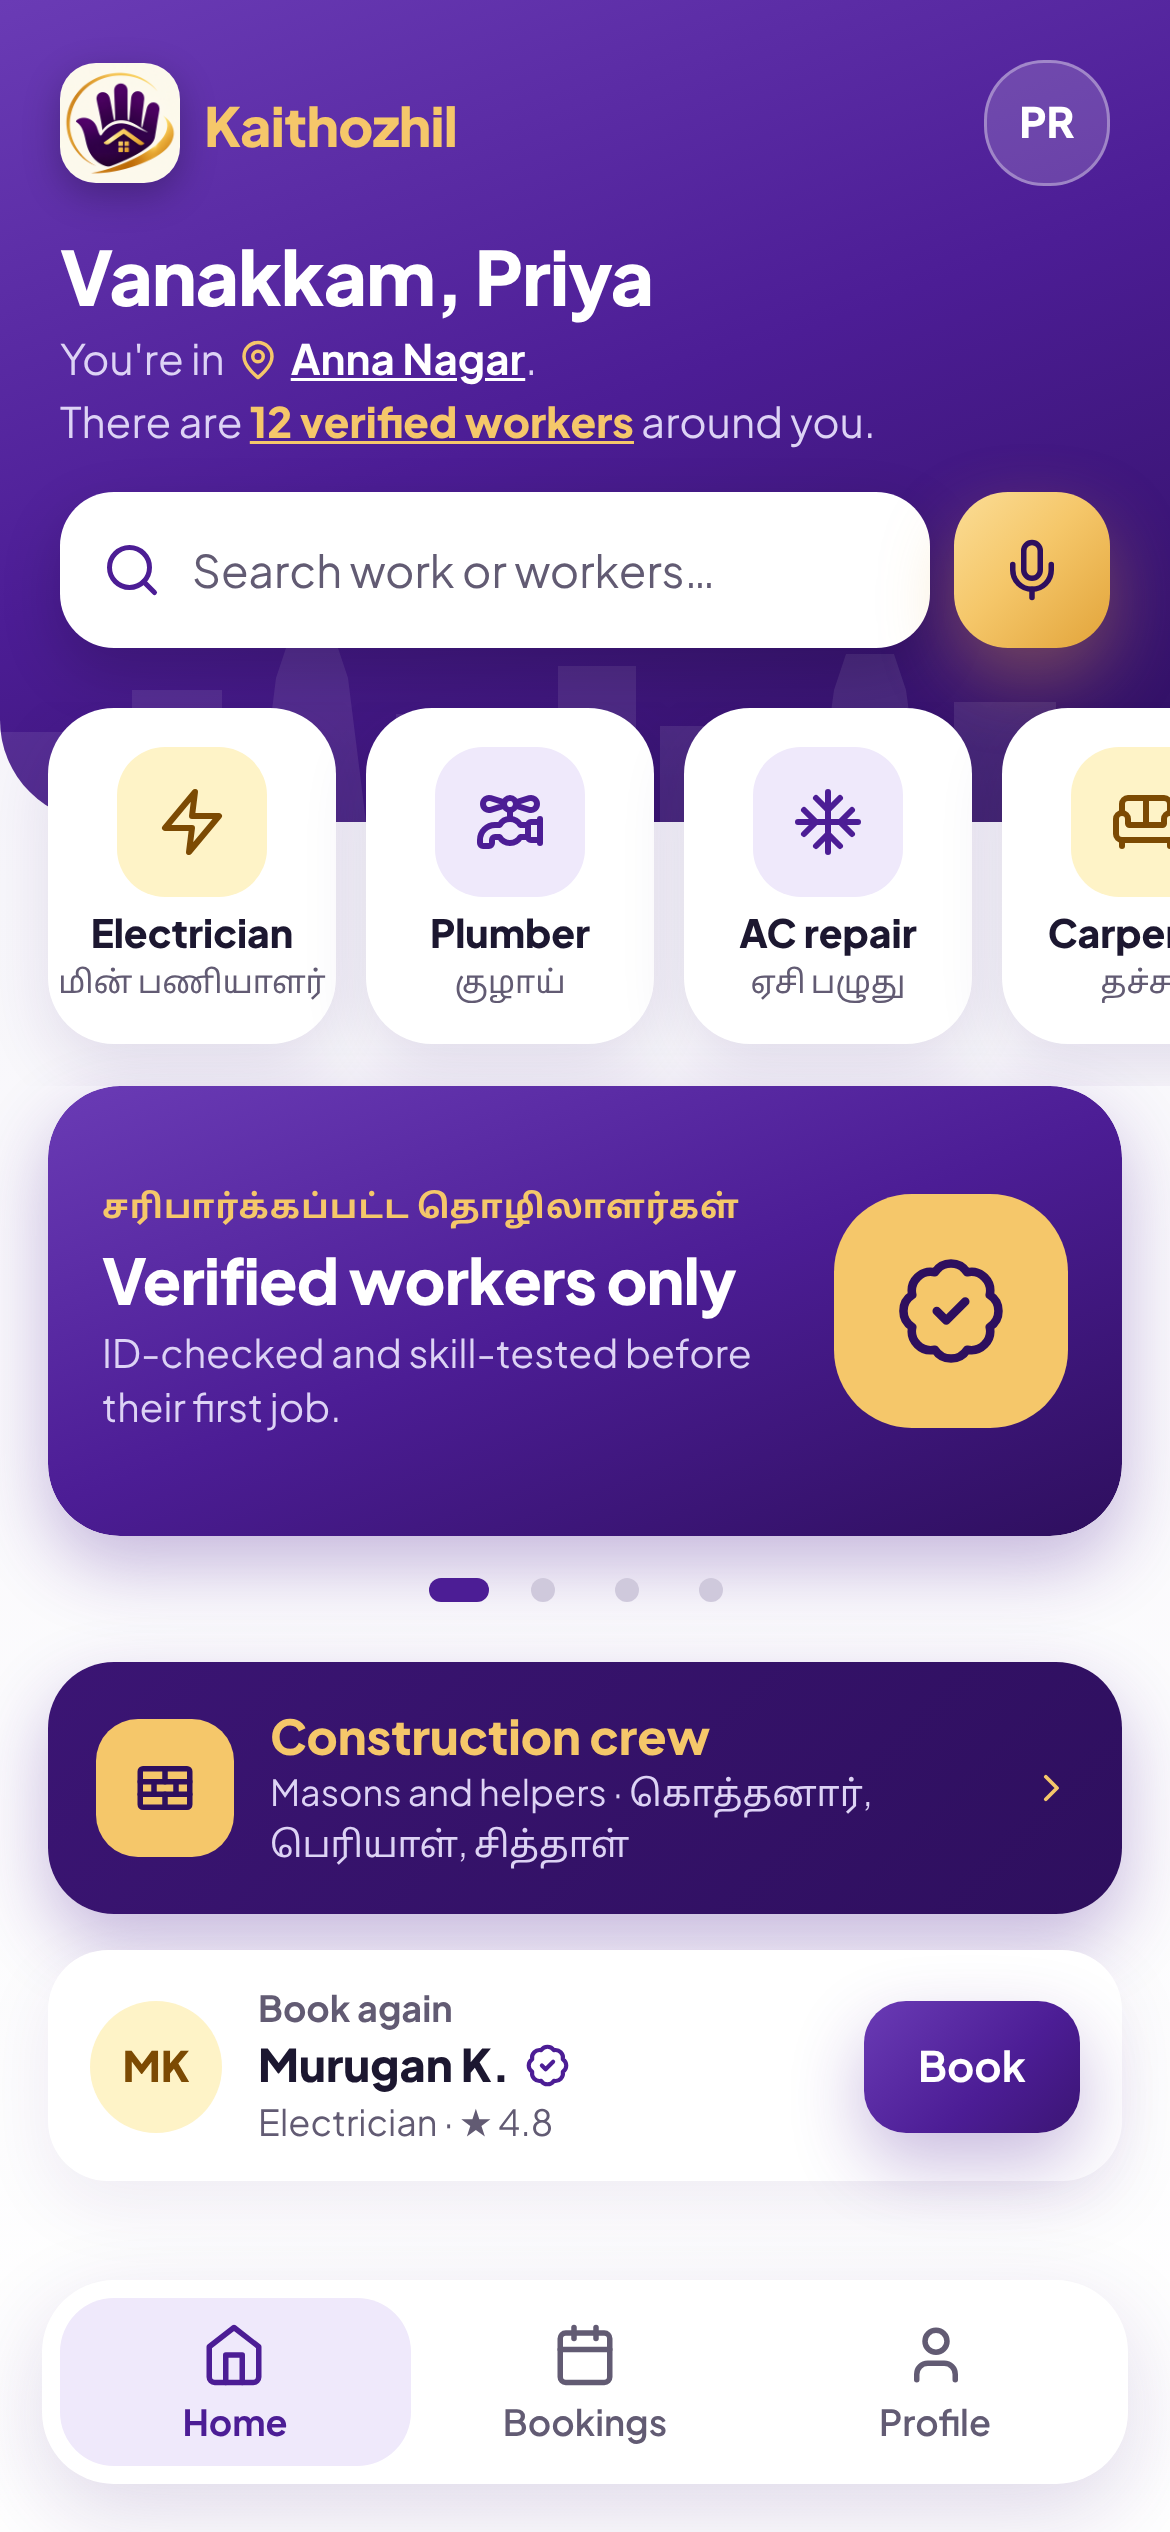 Kaithozhil
PR
Vanakkam, Priya
You're in Anna Nagar.
There are 12 verified workers around you.
Search work or workers...
Electrician
மின் பணியாளர்
Plumber
குழாய்
AC repair
ஏசி பழுது
சரிபார்க்கப்பட்ட தொழிலாளர்கள்
Verified workers only
ID-checked and skill-tested before
their first job.
Construction crew
Masons and helpers · கொத்தனார்,
பெரியாள், சித்தாள்
MK
Book again
Murugan K.
Electrician · ★ 4.8
Book
Home
Bookings
Profile